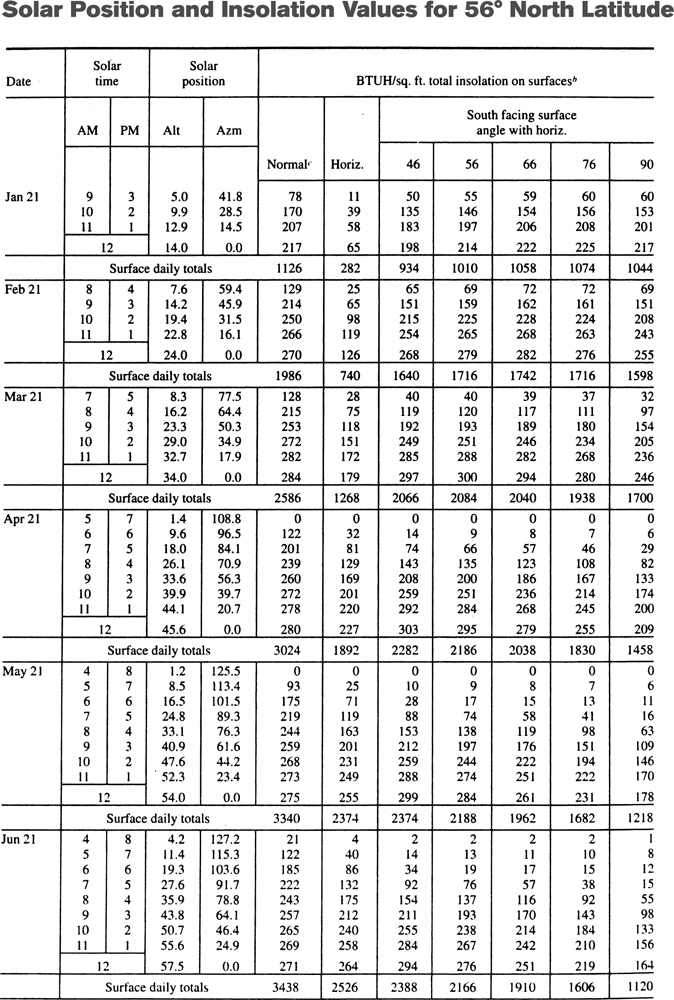 Solar Position and Insolation Values for 56° North Latitude
Date Solar time Solar position BTUH/sq. ft. total insolation on surfacesᵇ
South facing surface angle with horiz.
AM PM Alt Azm Normalᶜ Horiz. 46 56 66 76 90
Jan 21 9 3 5.0 41.8 78 11 50 55 59 60 60
10 2 9.9 28.5 170 39 135 146 154 156 153
11 1 12.9 14.5 207 58 183 197 206 208 201
12 14.0 0.0 217 65 198 214 222 225 217
Surface daily totals 1126 282 934 1010 1058 1074 1044
Feb 21 8 4 7.6 59.4 129 25 65 69 72 72 69
9 3 14.2 45.9 214 65 151 159 162 161 151
10 2 19.4 31.5 250 98 215 225 228 224 208
11 1 22.8 16.1 266 119 254 265 268 263 243
12 24.0 0.0 270 126 268 279 282 276 255
Surface daily totals 1986 740 1640 1716 1742 1716 1598
Mar 21 7 5 8.3 77.5 128 28 40 40 39 37 32
8 4 16.2 64.4 215 75 119 120 117 111 97
9 3 23.3 50.3 253 118 192 193 189 180 154
10 2 29.0 34.9 272 151 249 251 246 234 205
11 1 32.7 17.9 282 172 285 288 282 268 236
12 34.0 0.0 284 179 297 300 294 280 246
Surface daily totals 2586 1268 2066 2084 2040 1938 1700
Apr 21 5 7 1.4 108.8 0 0 0 0 0 0 0
6 6 9.6 96.5 122 32 14 9 8 7 6
7 5 18.0 84.1 201 81 74 66 57 46 29
8 4 26.1 70.9 239 129 143 135 123 108 82
9 3 33.6 56.3 260 169 208 200 186 167 133
10 2 39.9 39.7 272 201 259 251 236 214 174
11 1 44.1 20.7 278 220 292 284 268 245 200
12 45.6 0.0 280 227 303 295 279 255 209
Surface daily totals 3024 1892 2282 2186 2038 1830 1458
May 21 4 8 1.2 125.5 0 0 0 0 0 0 0
5 7 8.5 113.4 93 25 10 9 8 7 6
6 6 16.5 101.5 175 71 28 17 15 13 11
7 5 24.8 89.3 219 119 88 74 58 41 16
8 4 33.1 76.3 244 163 153 138 119 98 63
9 3 40.9 61.6 259 201 212 197 176 151 109
10 2 47.6 44.2 268 231 259 244 222 194 146
11 1 52.3 23.4 273 249 288 274 251 222 170
12 54.0 0.0 275 255 299 284 261 231 178
Surface daily totals 3340 2374 2374 2188 1962 1682 1218
Jun 21 4 8 4.2 127.2 21 4 2 2 2 2 1
5 7 11.4 115.3 122 40 14 13 11 10 8
6 6 19.3 103.6 185 86 34 19 17 15 12
7 5 27.6 91.7 222 132 92 76 57 38 15
8 4 35.9 78.8 243 175 154 137 116 92 55
9 3 43.8 64.1 257 212 211 193 170 143 98
10 2 50.7 46.4 265 240 255 238 214 184 133
11 1 55.6 24.9 269 258 284 267 242 210 156
12 57.5 0.0 271 264 294 276 251 219 164
Surface daily totals 3438 2526 2388 2166 1910 1606 1120